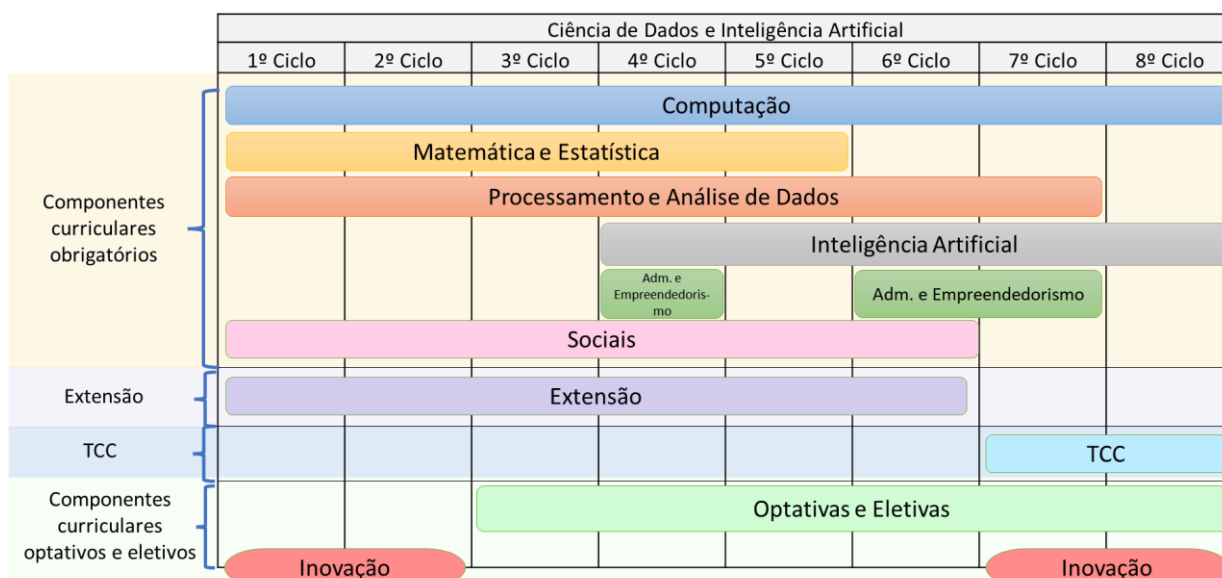 Ciência de Dados e Inteligência Artificial
1º Ciclo
2º Ciclo
3º Ciclo
4º Ciclo
5º Ciclo
6º Ciclo
7º Ciclo
8º Ciclo
Componentes
curriculares
obrigatórios
Computação
Matemática e Estatística
Processamento e Análise de Dados
Inteligência Artificial
Adm. e
Empreendedoris-
mo
Adm. e Empreendedorismo
Sociais
Extensão
Extensão
TCC
TCC
Componentes
curriculares
optativos e eletivos
Optativas e Eletivas
Inovação
Inovação